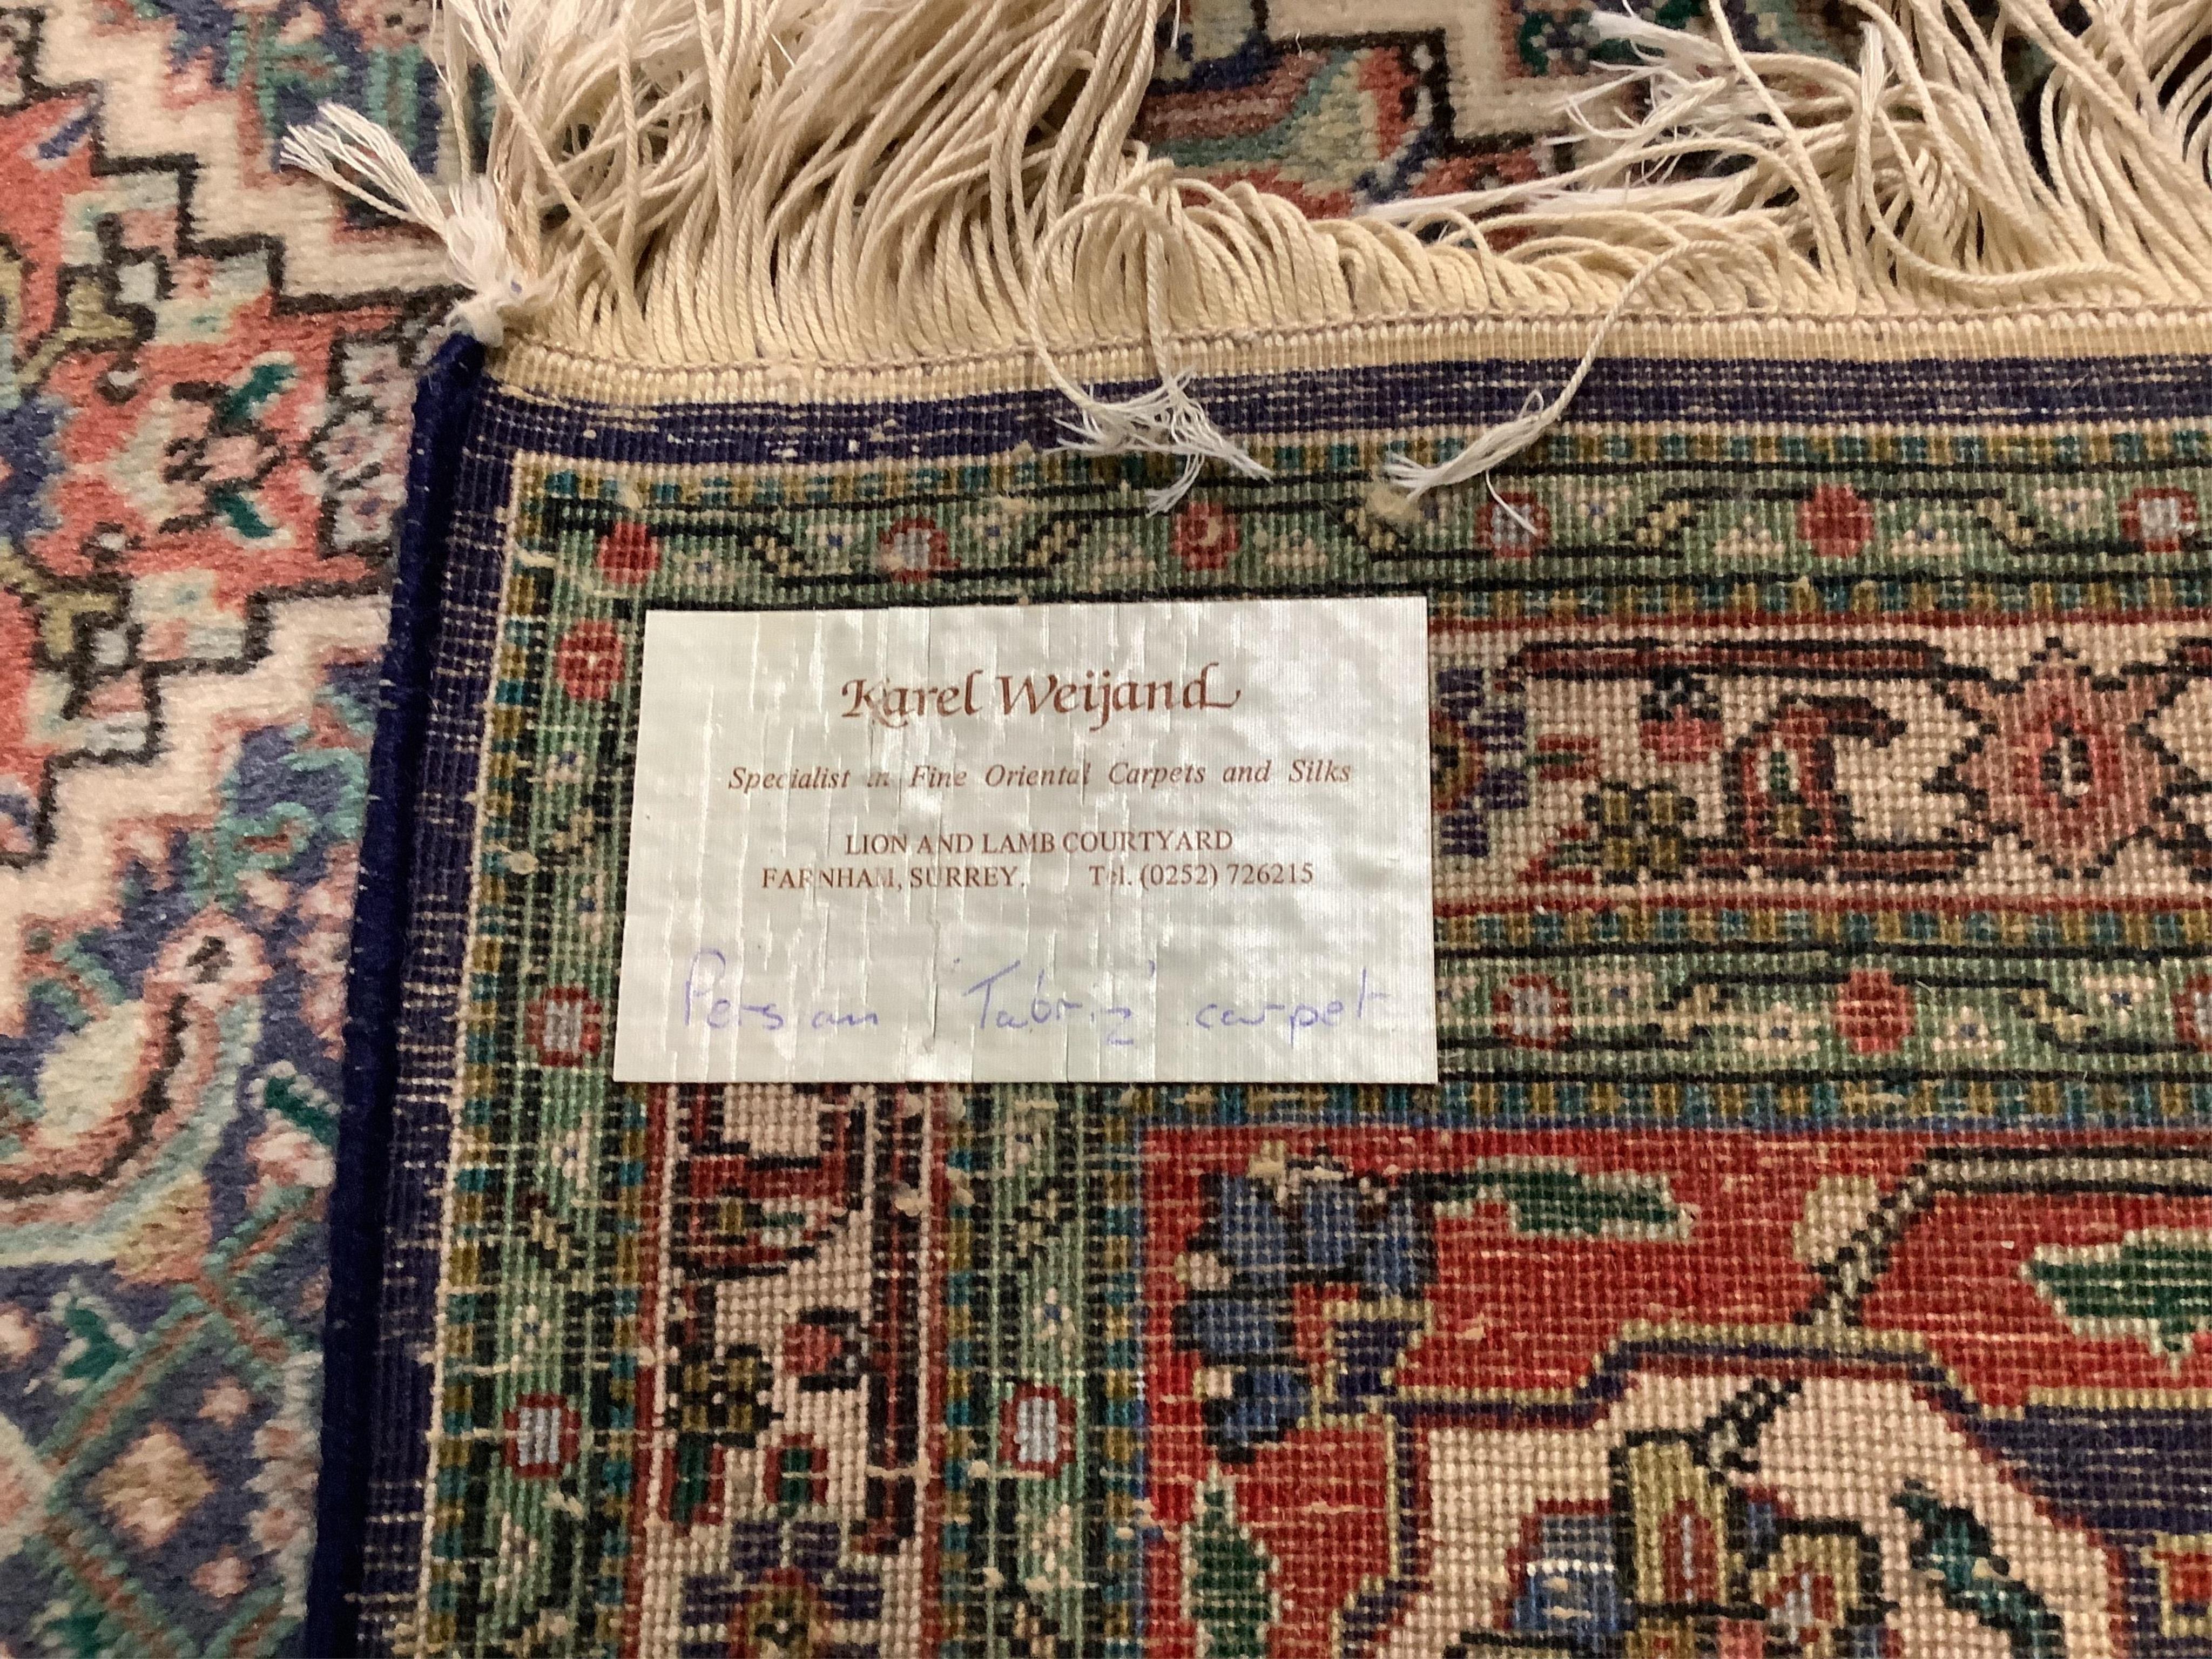 Karel Weijand
Specialist in Fine Oriental Carpets and Silks
LION AND LAMB COURTYARD
FARNHAM, SURREY. Tel. (0252) 726215
Persian 'Tabriz' carpet